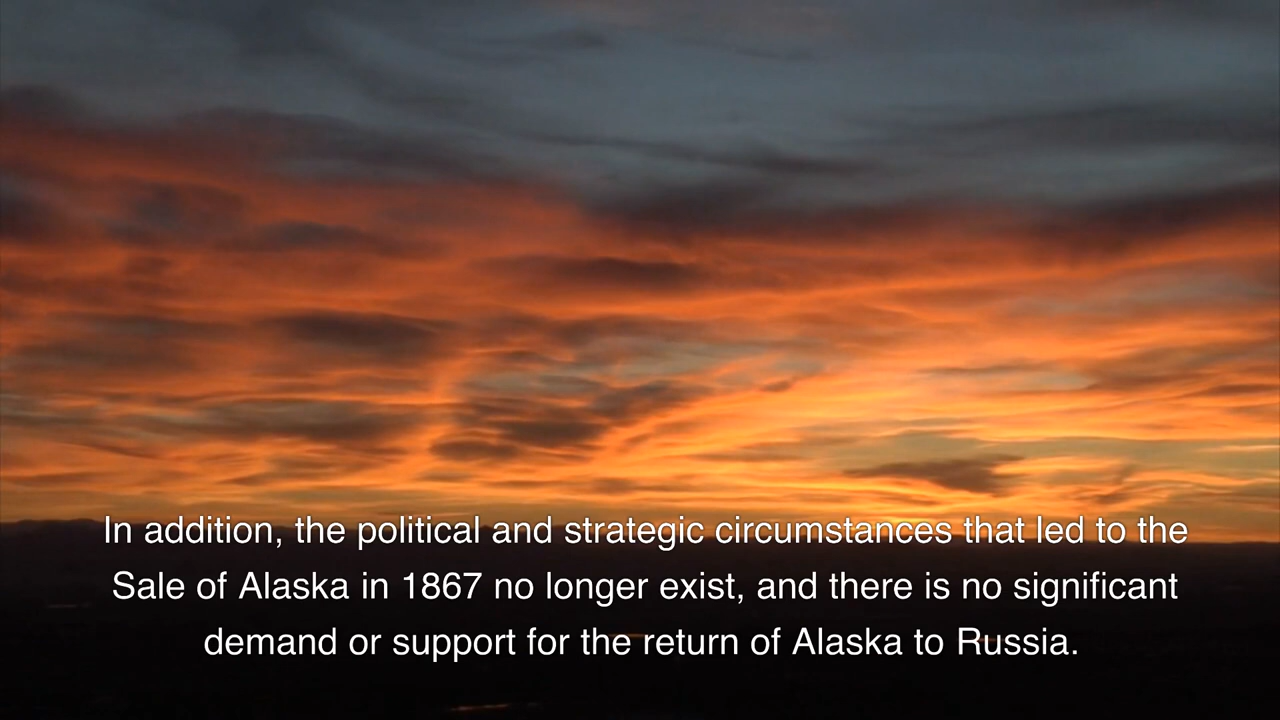 In addition, the political and strategic circumstances that led to the
Sale of Alaska in 1867 no longer exist, and there is no significant
demand or support for the return of Alaska to Russia.